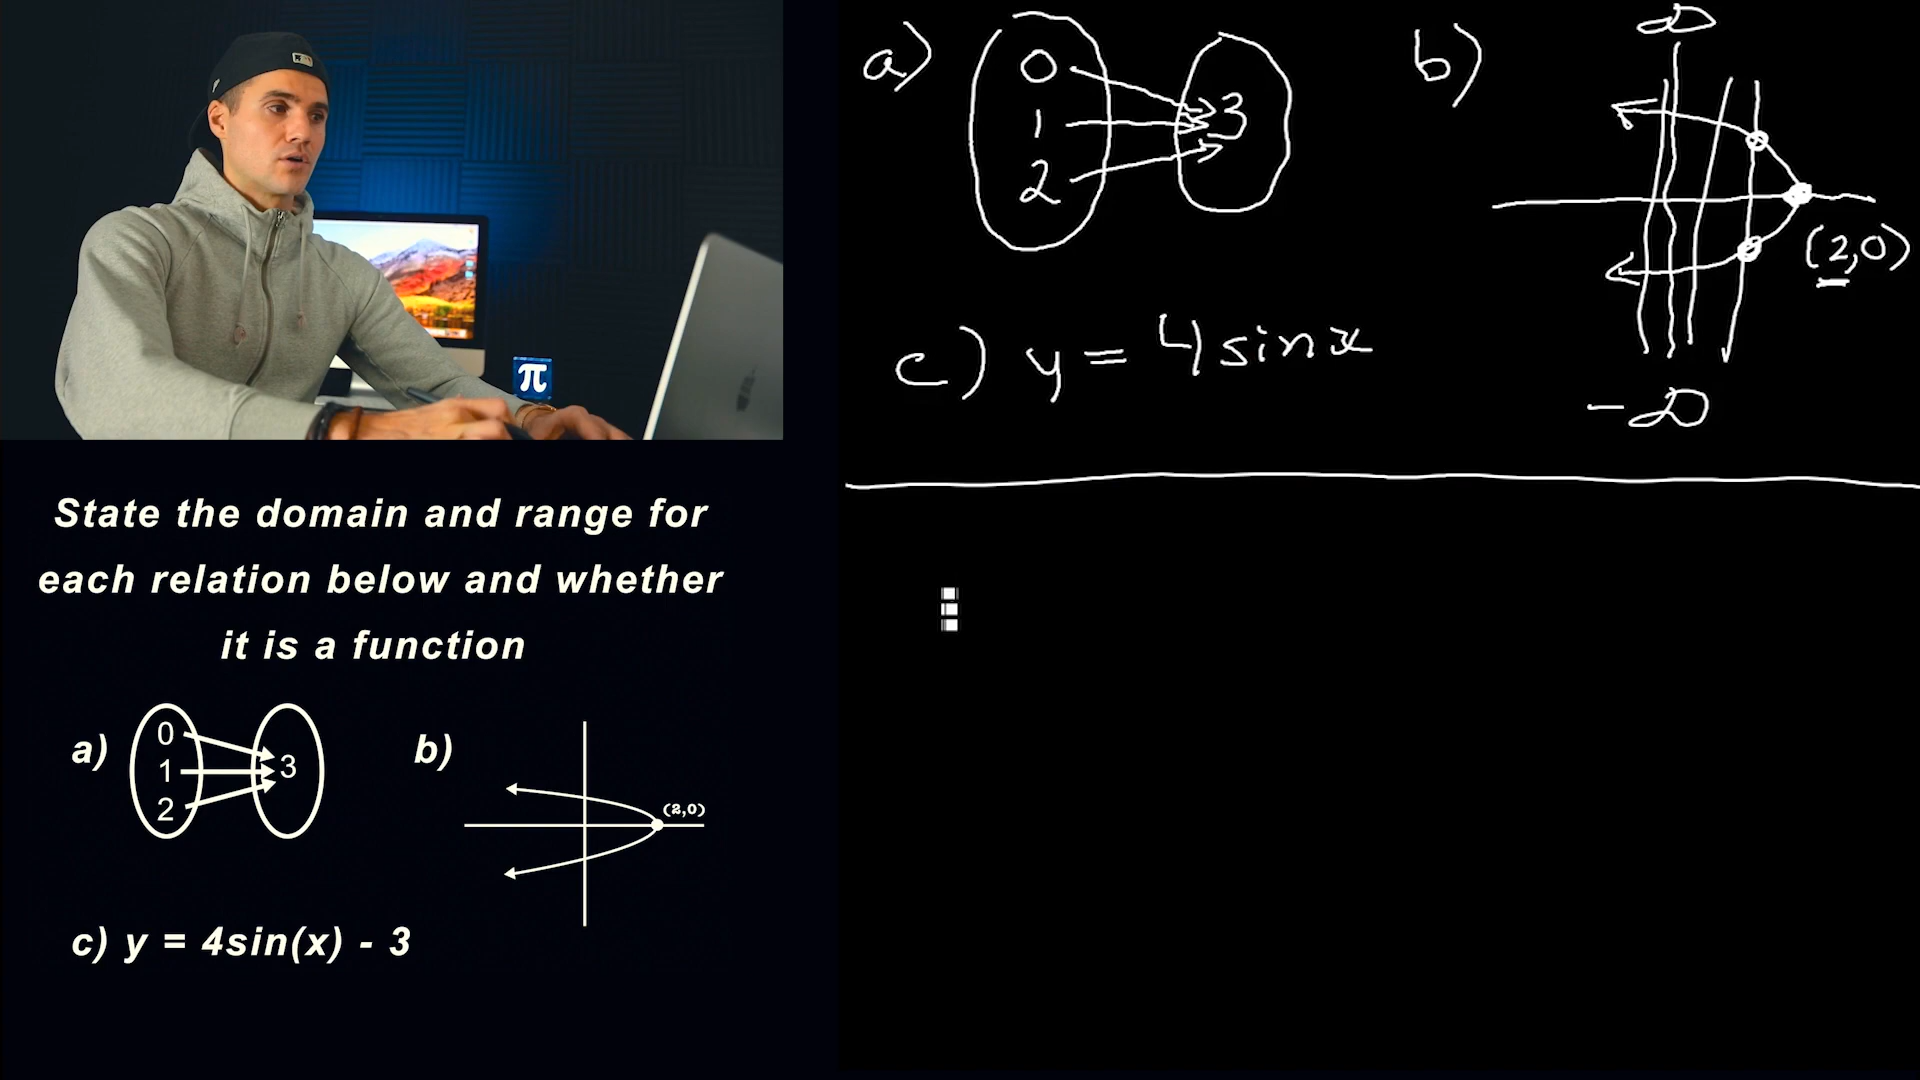 State the domain and range for
each relation below and whether
it is a function
a)
0
1
2
3
b)
(2,0)
c) y = 4sin(x) - 3
π
a)
0
1
2
3
b)
∞
(2,0)
-∞
c) y = 4sinx